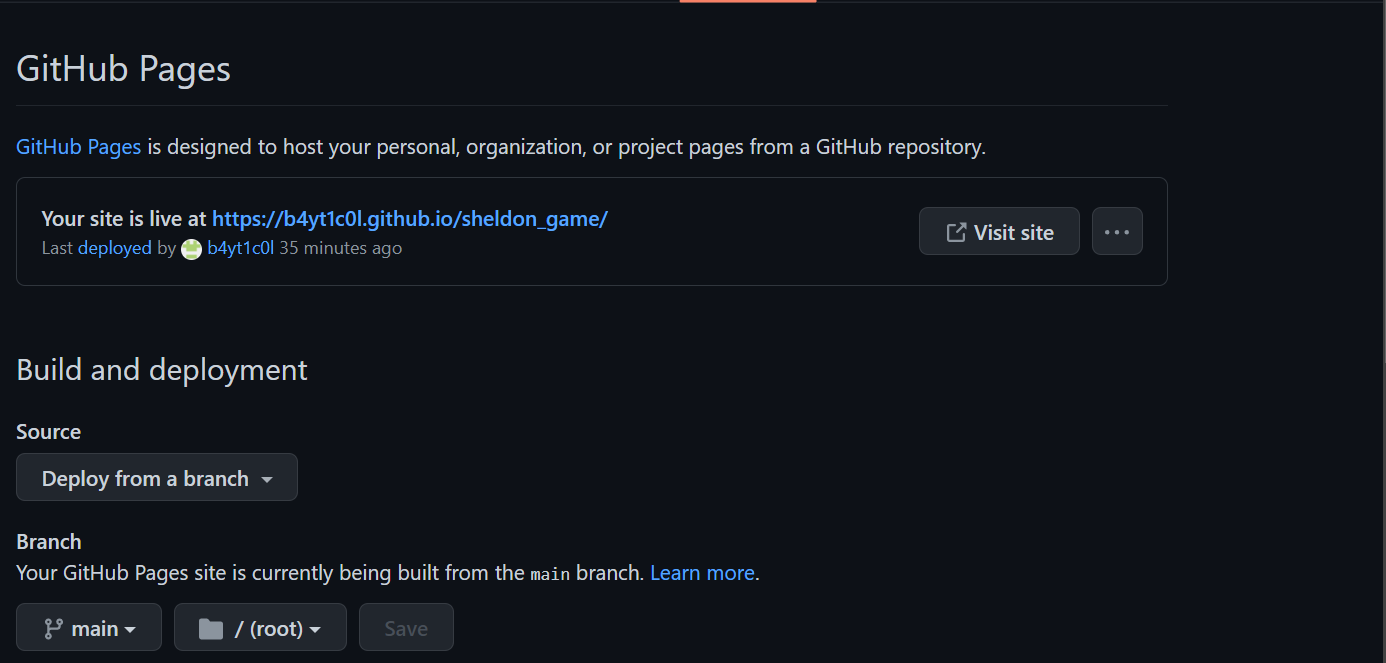 GitHub Pages
GitHub Pages is designed to host your personal, organization, or project pages from a GitHub repository.
Your site is live at https://b4yt1c0l.github.io/sheldon_game/
Last deployed by b4yt1c0l 35 minutes ago
Visit site
Build and deployment
Source
Deploy from a branch
Branch
Your GitHub Pages site is currently being built from the main branch. Learn more.
main / (root) Save